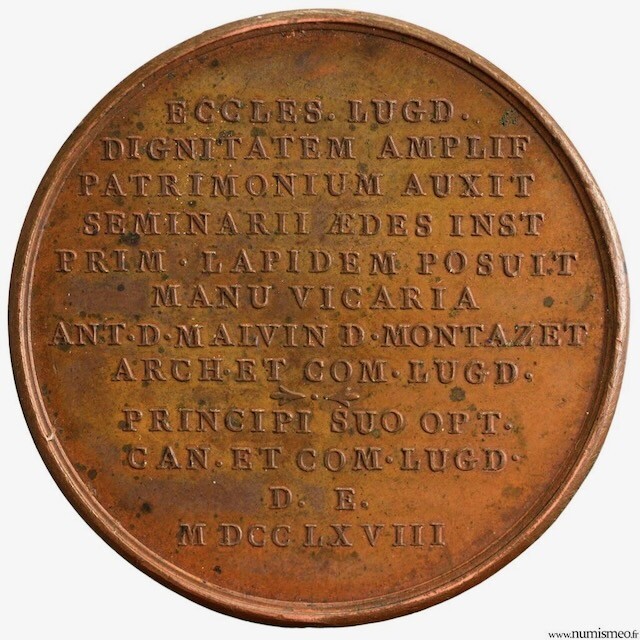 ECCLES. LUGD.
DIGNITATEM AMPLIF
PATRIMONIUM AUXIT
SEMINARII ÆDES INST
PRIM · LAPIDEM POSUIT
MANU VICARIA
ANT·D·MALVIN D·MONTAZET
ARCH·ET COM·LUGD·
PRINCIPI SUO OPT.
CAN·ET COM·LUGD·
D. E.
MDCCLXVIII
www.numismeo.fr